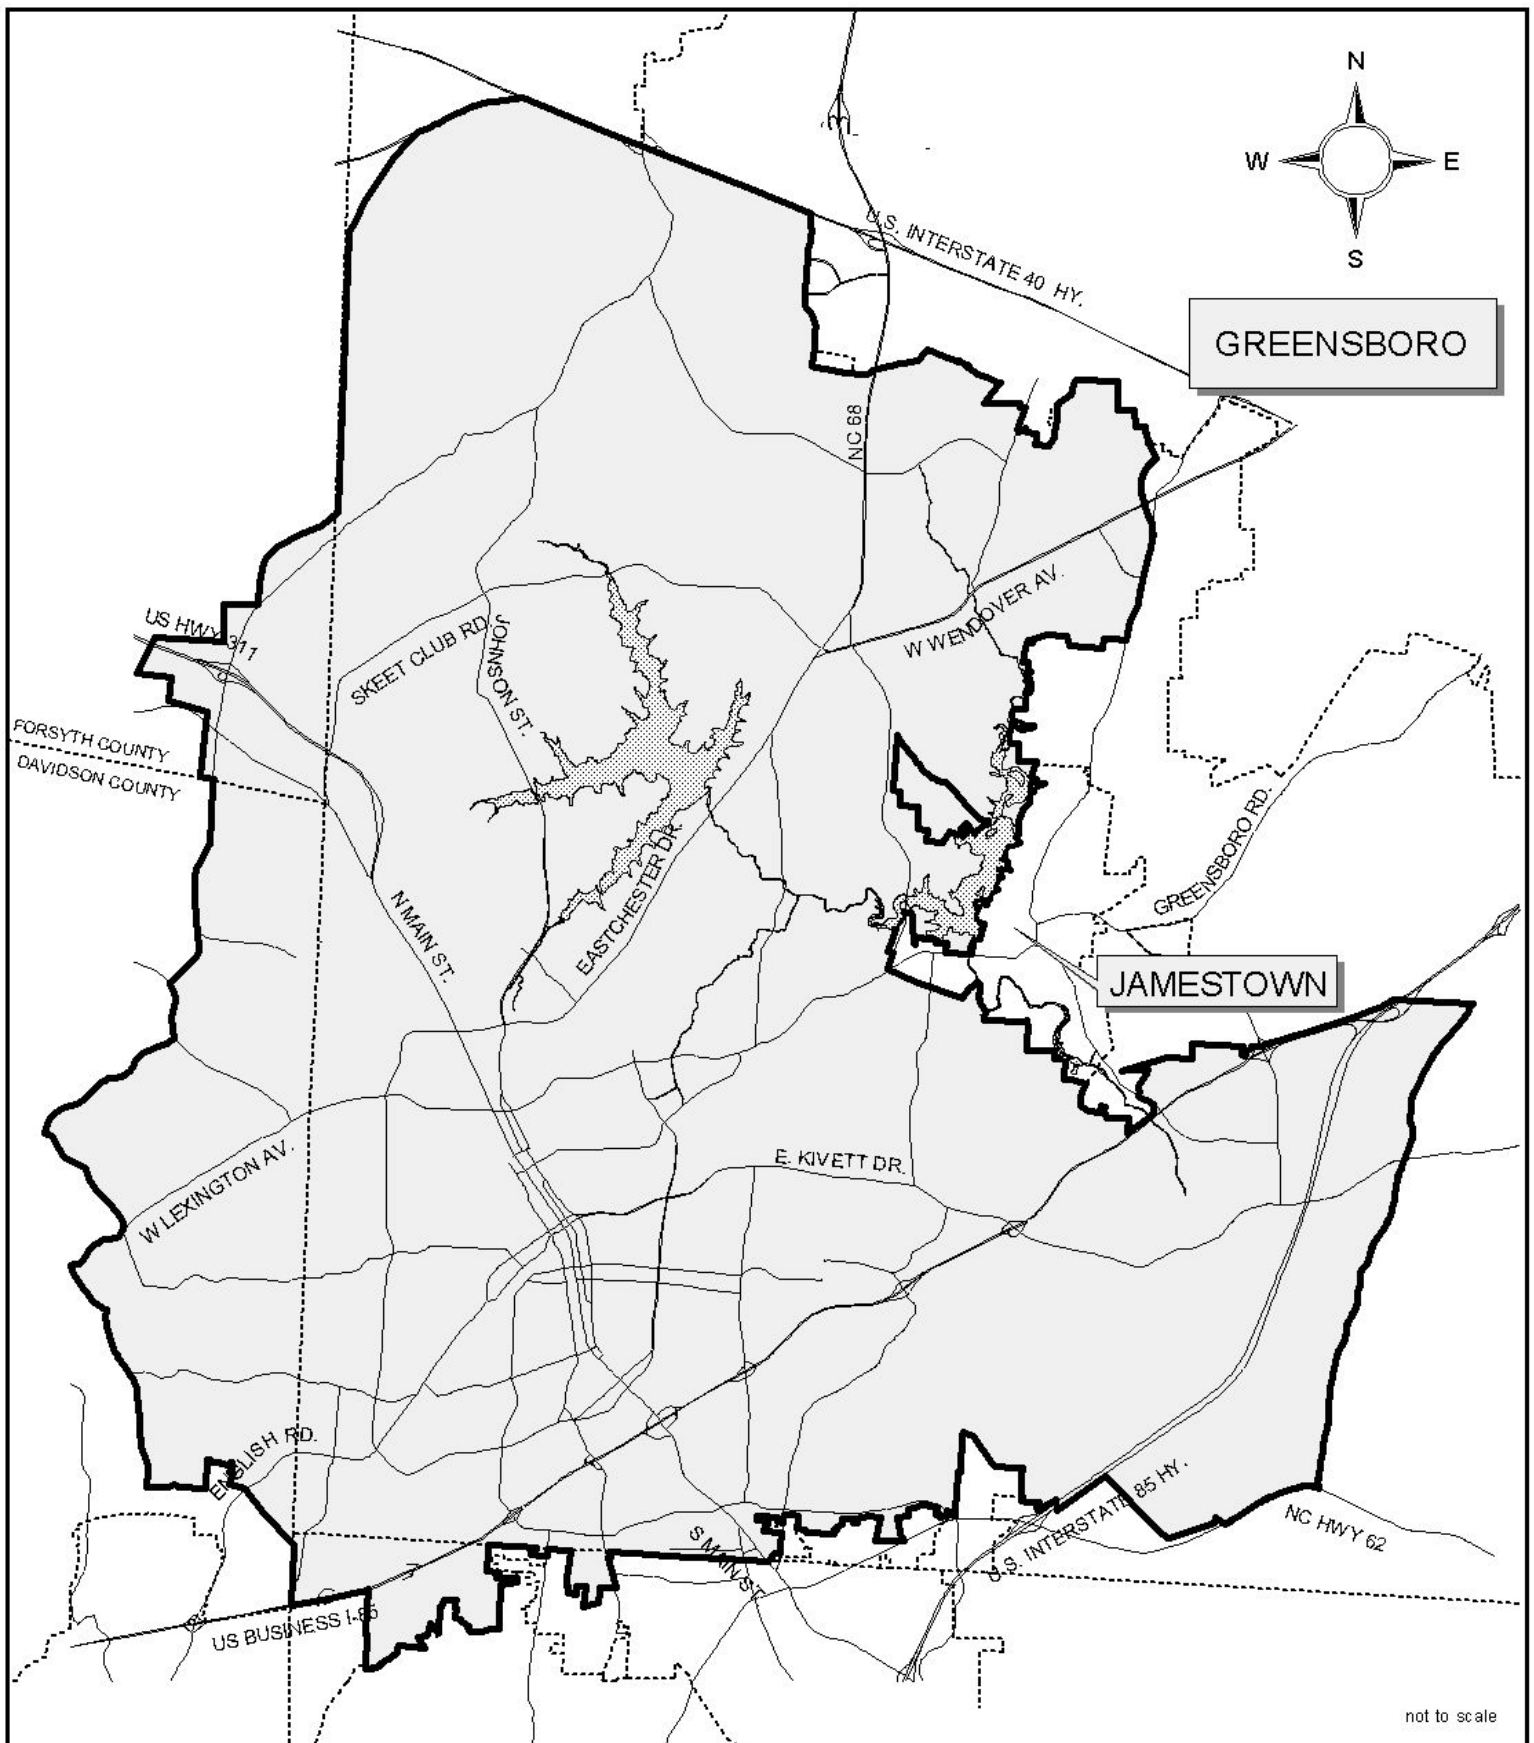 N
W E
S
U.S. INTERSTATE 40 HY.
GREENSBORO
NC 68
US HWY 311
SKEET CLUB RD.
JOHNSON ST.
W WENDOVER AV.
FORSYTH COUNTY
DAVIDSON COUNTY
EASTCHESTER DR.
GREENSBORO RD.
N MAIN ST.
JAMESTOWN
W LEXINGTON AV.
E. KIVETT DR.
ENGLISH RD.
S MAIN ST.
U.S. INTERSTATE 85 HY.
NC HWY 62
US BUSINESS I-85
not to scale